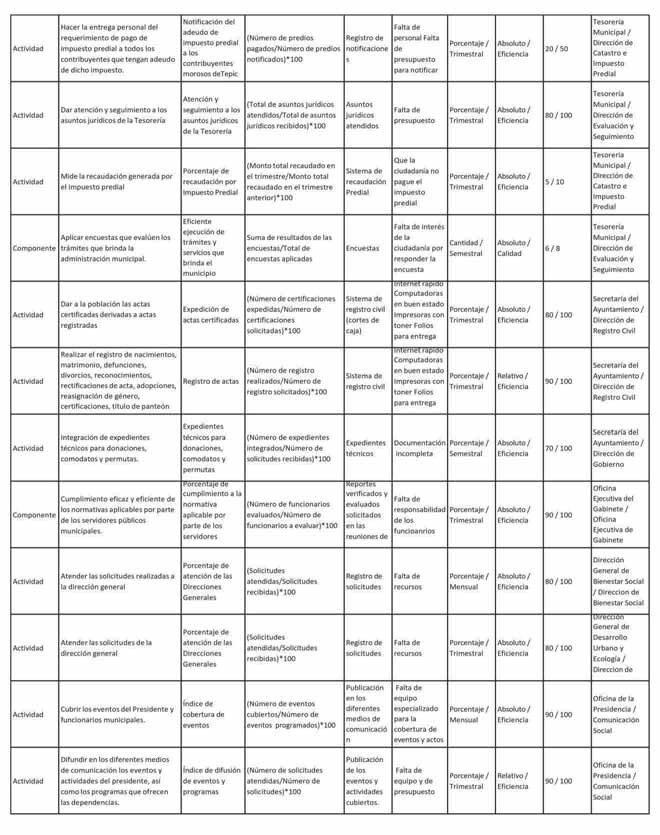 Actividad
Hacer la entrega personal del
requerimiento de pago de
impuesto predial a todos los
contribuyentes que tengan adeudo
de dicho impuesto.
Notificación del
adeudo de
impuesto predial
a los
contribuyentes
morosos deTepic
(Número de predios
pagados/Número de predios
notificados)*100
Registro de
notificacione
s
Falta de
personal Falta
de
presupuesto
para notificar
Porcentaje /
Trimestral
Absoluto /
Eficiencia
20 / 50
Tesorería
Municipal /
Dirección de
Catastro e
Impuesto
Predial
Actividad
Dar atención y seguimiento a los
asuntos jurídicos de la Tesorería
Atención y
seguimiento a los
asuntos jurídicos
de la Tesorería
(Total de asuntos jurídicos
atendidos/Total de asuntos
jurídicos recibidos)*100
Asuntos
jurídicos
atendidos
Falta de
presupuesto
Porcentaje /
Trimestral
Absoluto /
Eficiencia
80 / 100
Tesorería
Municipal /
Dirección de
Evaluación y
Seguimiento
Actividad
Mide la recaudación generada por
el impuesto predial
Porcentaje de
recaudación por
Impuesto Predial
(Monto total recaudado en
el trimestre/Monto total
recaudado en el trimestre
anterior)*100
Sistema de
recaudación
Predial
Que la
ciudadanía no
pague el
impuesto
predial
Porcentaje /
Trimestral
Absoluto /
Eficiencia
5 / 10
Tesorería
Municipal /
Dirección de
Catastro e
Impuesto
Predial
Componente
Aplicar encuestas que evalúen los
trámites que brinda la
administración municipal.
Eficiente
ejecución de
trámites y
servicios que
brinda el
municipio
Suma de resultados de las
encuestas/Total de
encuestas aplicadas
Encuestas
Falta de interés
de la
ciudadanía por
responder la
encuesta
Cantidad /
Semestral
Absoluto /
Calidad
6 / 8
Tesorería
Municipal /
Dirección de
Evaluación y
Seguimiento
Actividad
Dar a la población las actas
certificadas derivadas a actas
registradas
Expedición de
actas certificadas
(Número de certificaciones
expedidas/Número de
certificaciones
solicitadas)*100
Sistema de
registro civil
(cortes de
caja)
Internet rápido
Computadoras
en buen estado
Impresoras con
toner Folios
para entrega
Porcentaje /
Trimestral
Absoluto /
Eficiencia
80 / 100
Secretaría del
Ayuntamiento /
Dirección de
Registro Civil
Actividad
Realizar el registro de nacimientos,
matrimonio, defunciones,
divorcios, reconocimientos,
rectificaciones de acta, adopciones,
reasignación de género,
certificaciones, título de panteón
Registro de actas
(Número de registro
realizados/Número de
registro solicitados)*100
Sistema de
registro civil
Internet rápido
Computadoras
en buen estado
Impresoras con
toner Folios
para entrega
Porcentaje /
Trimestral
Relativo /
Eficiencia
90 / 100
Secretaría del
Ayuntamiento /
Dirección de
Registro Civil
Actividad
Integración de expedientes
técnicos para donaciones,
comodatos y permutas.
Expedientes
técnicos para
donaciones,
comodatos y
permutas
(Número de expedientes
integrados/Número de
solicitudes recibidas)*100
Expedientes
técnicos
Documentación
incompleta
Porcentaje /
Semestral
Absoluto /
Eficiencia
70 / 100
Secretaría del
Ayuntamiento /
Dirección de
Gobierno
Componente
Cumplimiento eficaz y eficiente de
los normativas aplicables por parte
de los servidores públicos
municipales.
Porcentaje de
cumplimiento a la
normativa
aplicable por
parte de los
servidores
(Número de funcionarios
evaluados/Número de
funcionarios a evaluar)*100
Reportes
verificados y
evaluados
solicitados
en las
reuniones de
Falta de
responsabilidad
de los
funcioanrios
Porcentaje /
Trimestral
Absoluto /
Eficiencia
90 / 100
Oficina
Ejecutiva del
Gabinete /
Oficina
Ejecutiva de
Gabinete
Actividad
Atender las solicitudes realizadas a
la dirección general
Porcentaje de
atención de las
Direcciones
Generales
(Solicitudes
atendidas/Solicitudes
recibidas)*100
Registro de
solicitudes
Falta de
recursos
Porcentaje /
Mensual
Absoluto /
Eficiencia
80 / 100
Dirección
General de
Bienestar Social
/ Direccion de
Bienestar Social
Actividad
Atender las solicitudes de la
dirección general
Porcentaje de
atención de las
Direcciones
Generales
(Solicitudes
atendidas/Solicitudes
recibidas)*100
Registro de
solicitudes
Falta de
recursos
Porcentaje /
Trimestral
Absoluto /
Eficiencia
80 / 100
Dirección
General de
Desarrollo
Urbano y
Ecología /
Direccion de
Actividad
Cubrir los eventos del Presidente y
funcionarios municipales.
Índice de
cobertura de
eventos
(Número de eventos
cubiertos/Número de
eventos programados)*100
Publicación
en los
diferentes
medios de
comunicació
n
Falta de
equipo
especializado
para la
cobertura de
eventos y actos
Porcentaje /
Mensual
Absoluto /
Eficiencia
90 / 100
Oficina de la
Presidencia /
Comunicación
Social
Actividad
Difundir en los diferentes medios
de comunicación los eventos y
actividades del presidente, así
como los programas que ofrecen
las dependencias.
Índice de difusión
de eventos y
programas
(Número de solicitudes
atendidas/Número de
solicitudes)*100
Publicación
de los
eventos y
actividades
cubiertos.
Falta de
equipo y de
presupuesto
Porcentaje /
Trimestral
Relativo /
Eficiencia
90 / 100
Oficina de la
Presidencia /
Comunicación
Social